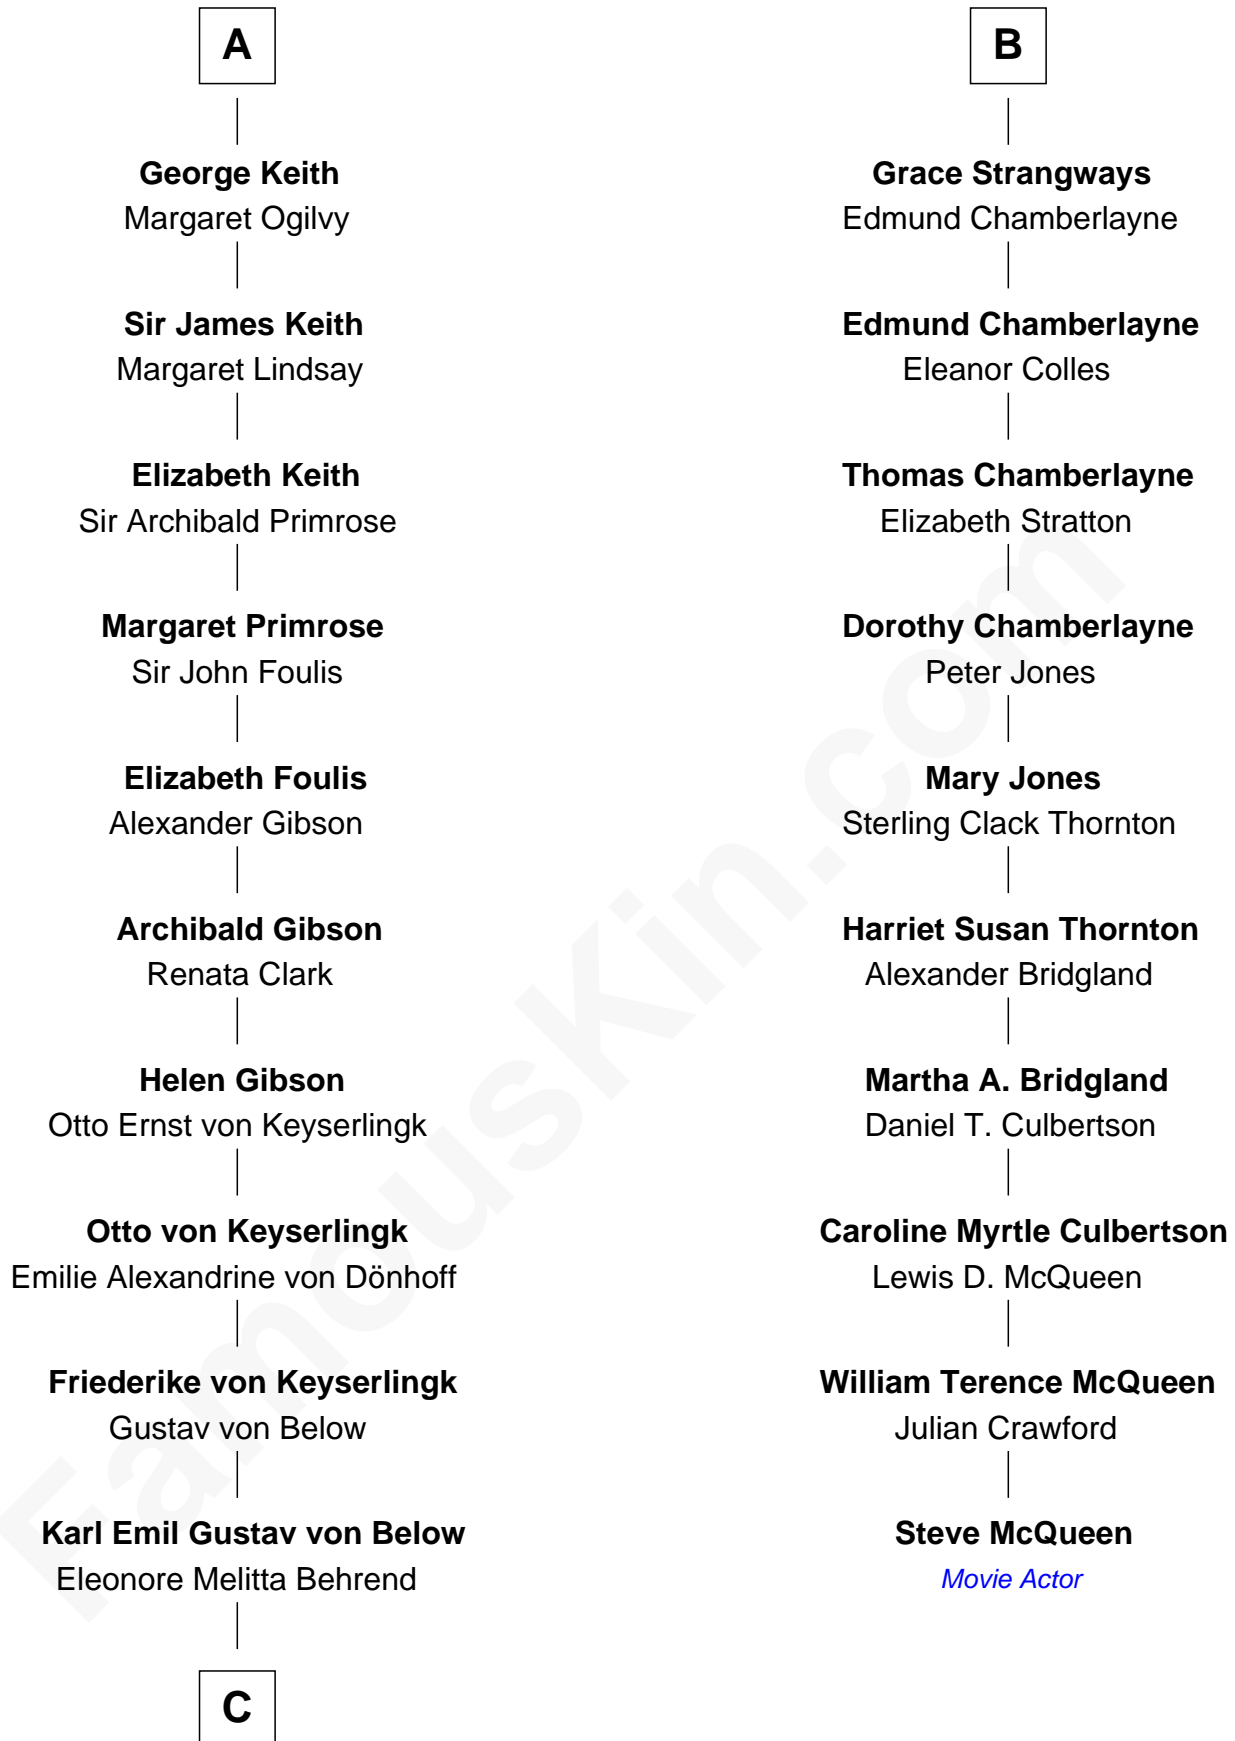 A
George Keith
Margaret Ogilvy
Sir James Keith
Margaret Lindsay
Elizabeth Keith
Sir Archibald Primrose
Margaret Primrose
Sir John Foulis
Elizabeth Foulis
Alexander Gibson
Archibald Gibson
Renata Clark
Helen Gibson
Otto Ernst von Keyserlingk
Otto von Keyserlingk
Emilie Alexandrine von Dönhoff
Friederike von Keyserlingk
Gustav von Below
Karl Emil Gustav von Below
Eleonore Melitta Behrend
C
B
Grace Strangways
Edmund Chamberlayne
Edmund Chamberlayne
Eleanor Colles
Thomas Chamberlayne
Elizabeth Stratton
Dorothy Chamberlayne
Peter Jones
Mary Jones
Sterling Clack Thornton
Harriet Susan Thornton
Alexander Bridgland
Martha A. Bridgland
Daniel T. Culbertson
Caroline Myrtle Culbertson
Lewis D. McQueen
William Terence McQueen
Julian Crawford
Steve McQueen
Movie Actor
FamousKin.com